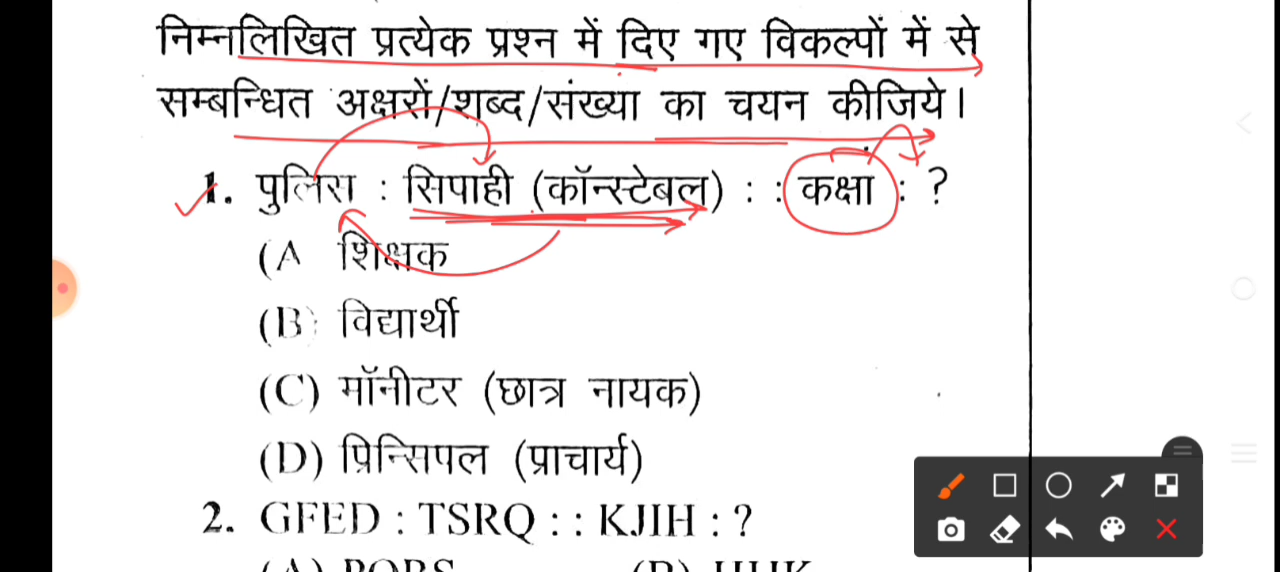 निम्नलिखित प्रत्येक प्रश्न में दिए गए विकल्पों में से
सम्बन्धित अक्षरों/शब्द/संख्या का चयन कीजिये।
1. पुलिस : सिपाही (कॉन्स्टेबल) : : कक्षा : ?
(A शिक्षक
(B) विद्यार्थी
(C) मॉनीटर (छात्र नायक)
(D) प्रिन्सिपल (प्राचार्य)
2. GFED : TSRQ : : KJIH : ?